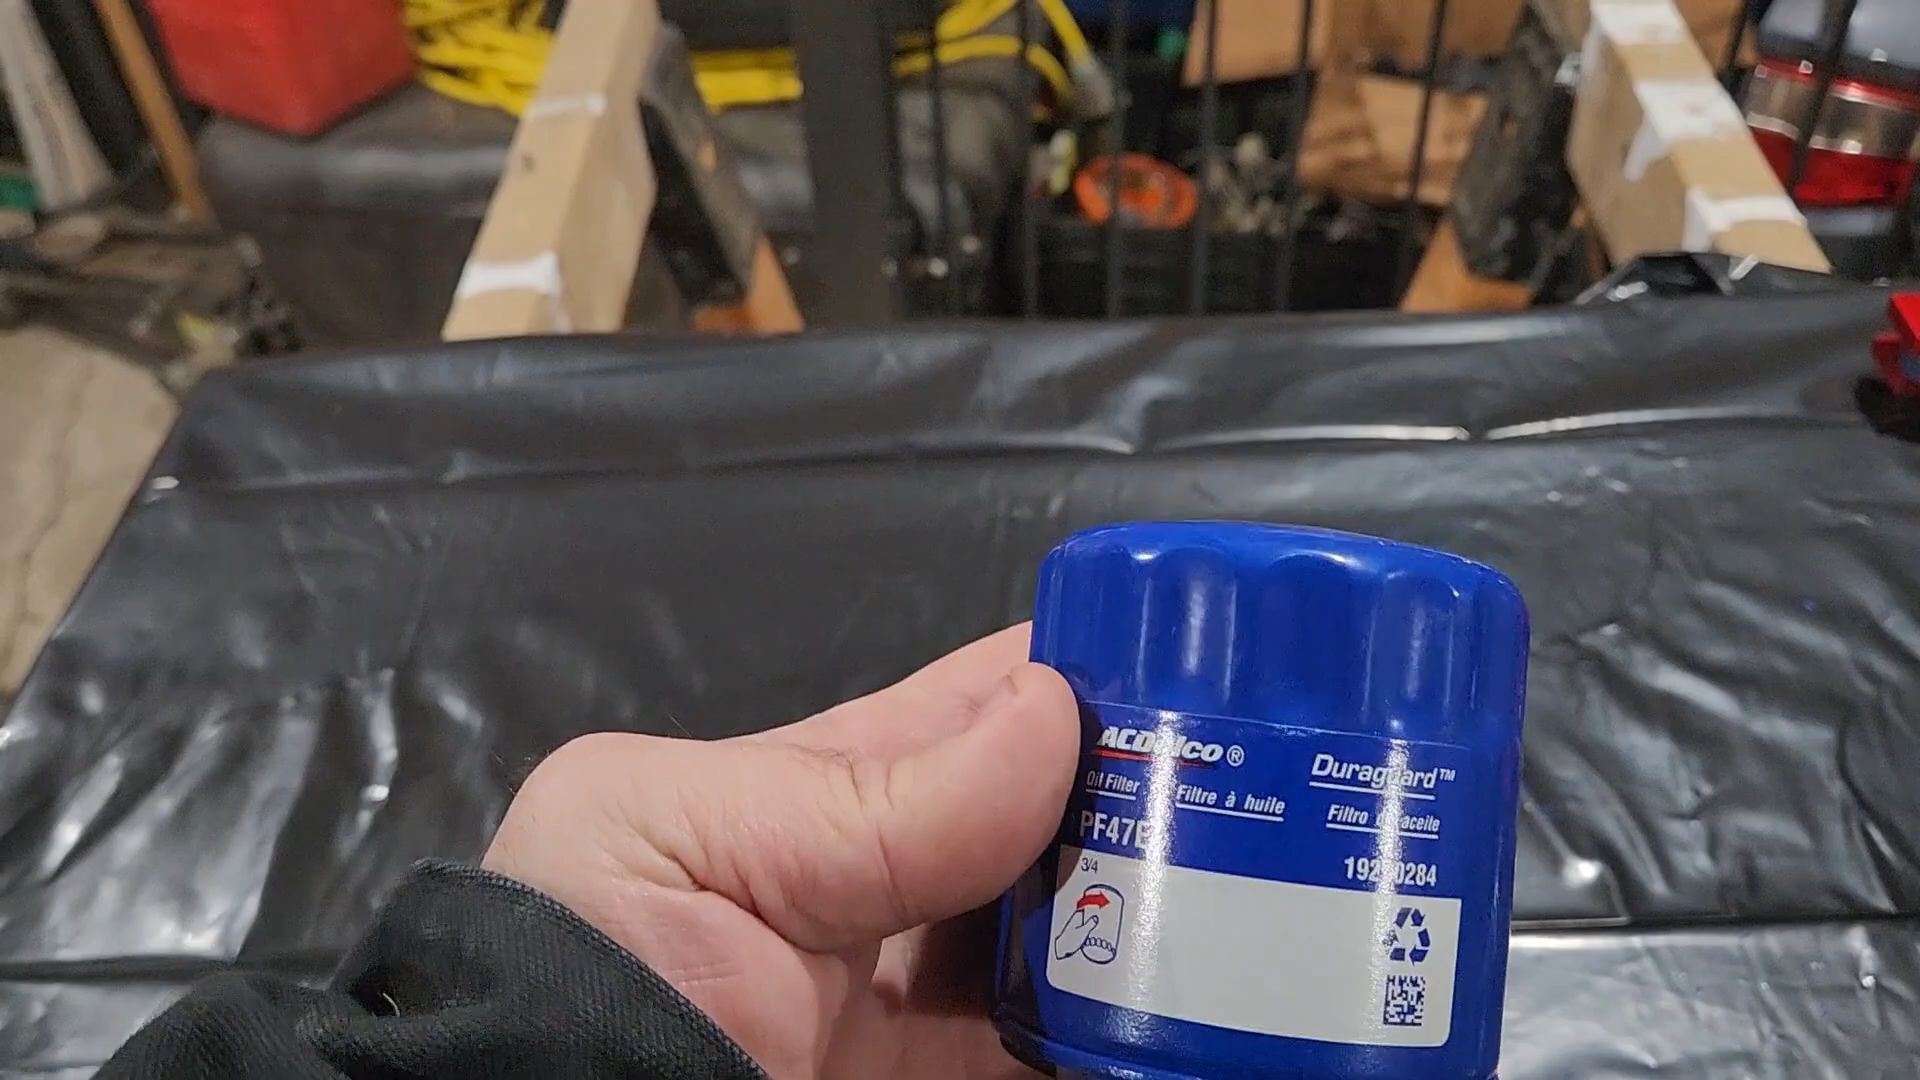 ACDelco®
Duraguard™
Oil Filter
Filtre à huile
Filtro de aceite
PF47E
3/4